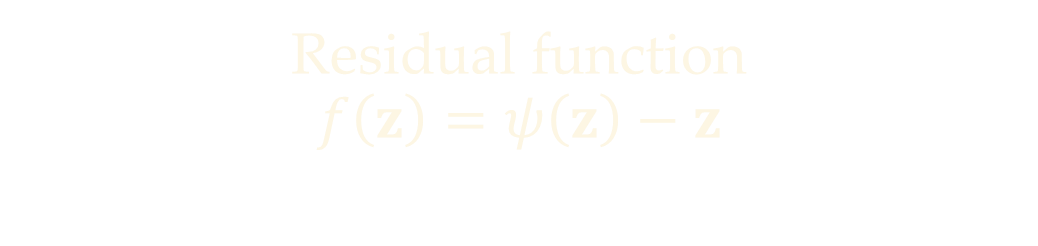 Residual function
f(𝐳) = ψ(𝐳) − 𝐳